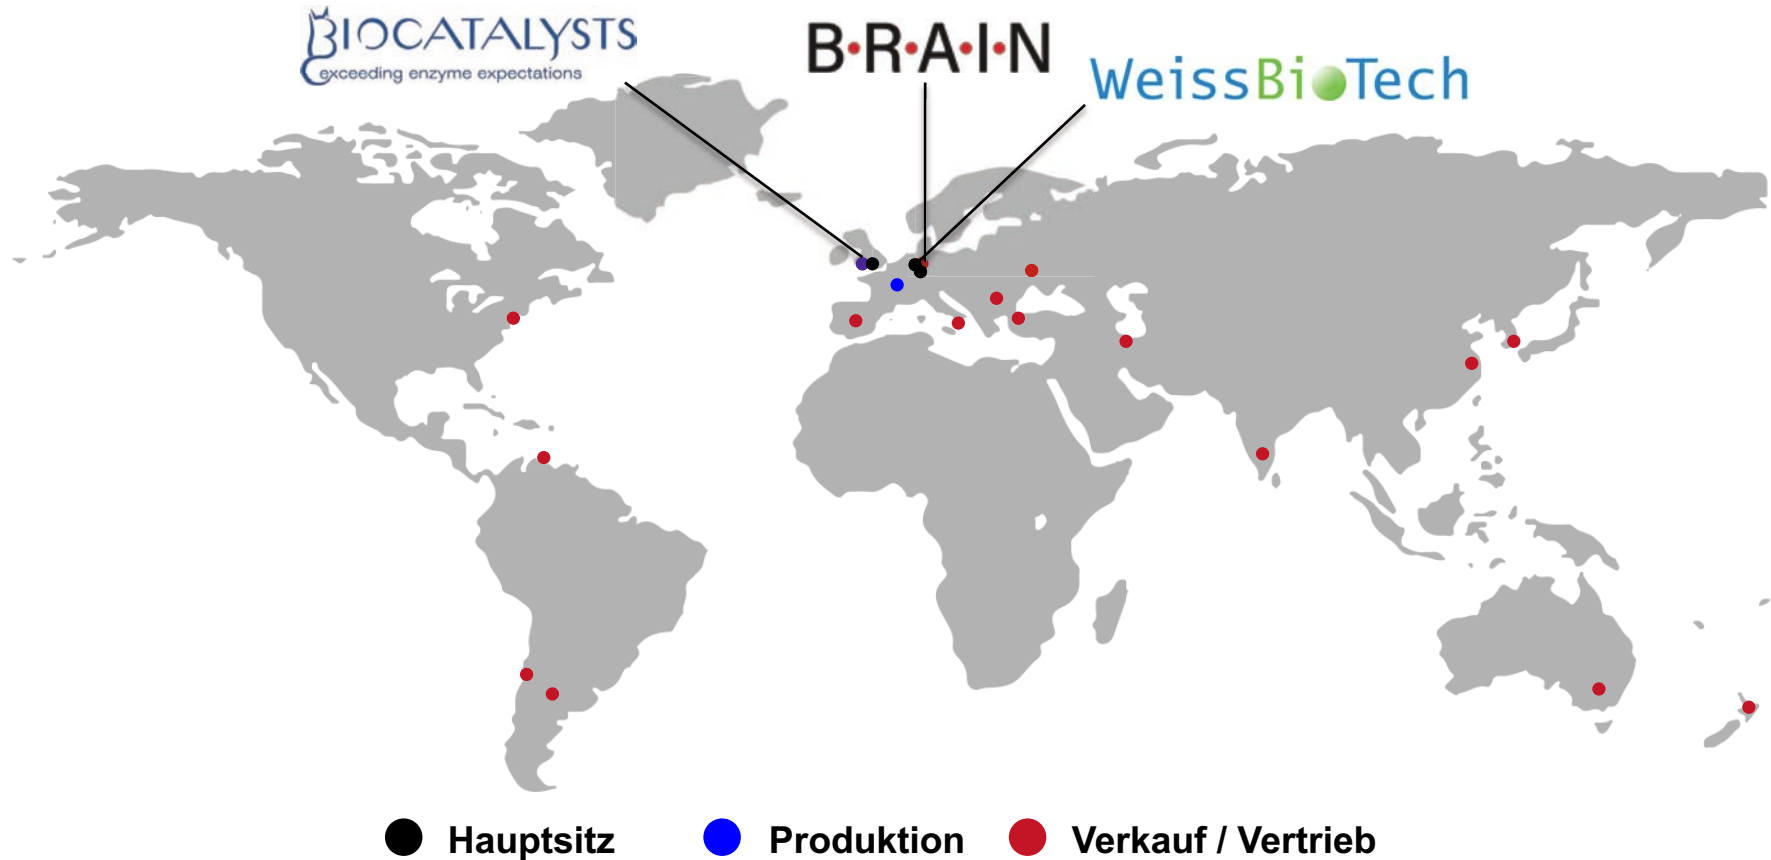 BIOCATALYSTS
exceeding enzyme expectations
B•R•A•I•N
WeissBioTech
Hauptsitz
Produktion
Verkauf / Vertrieb